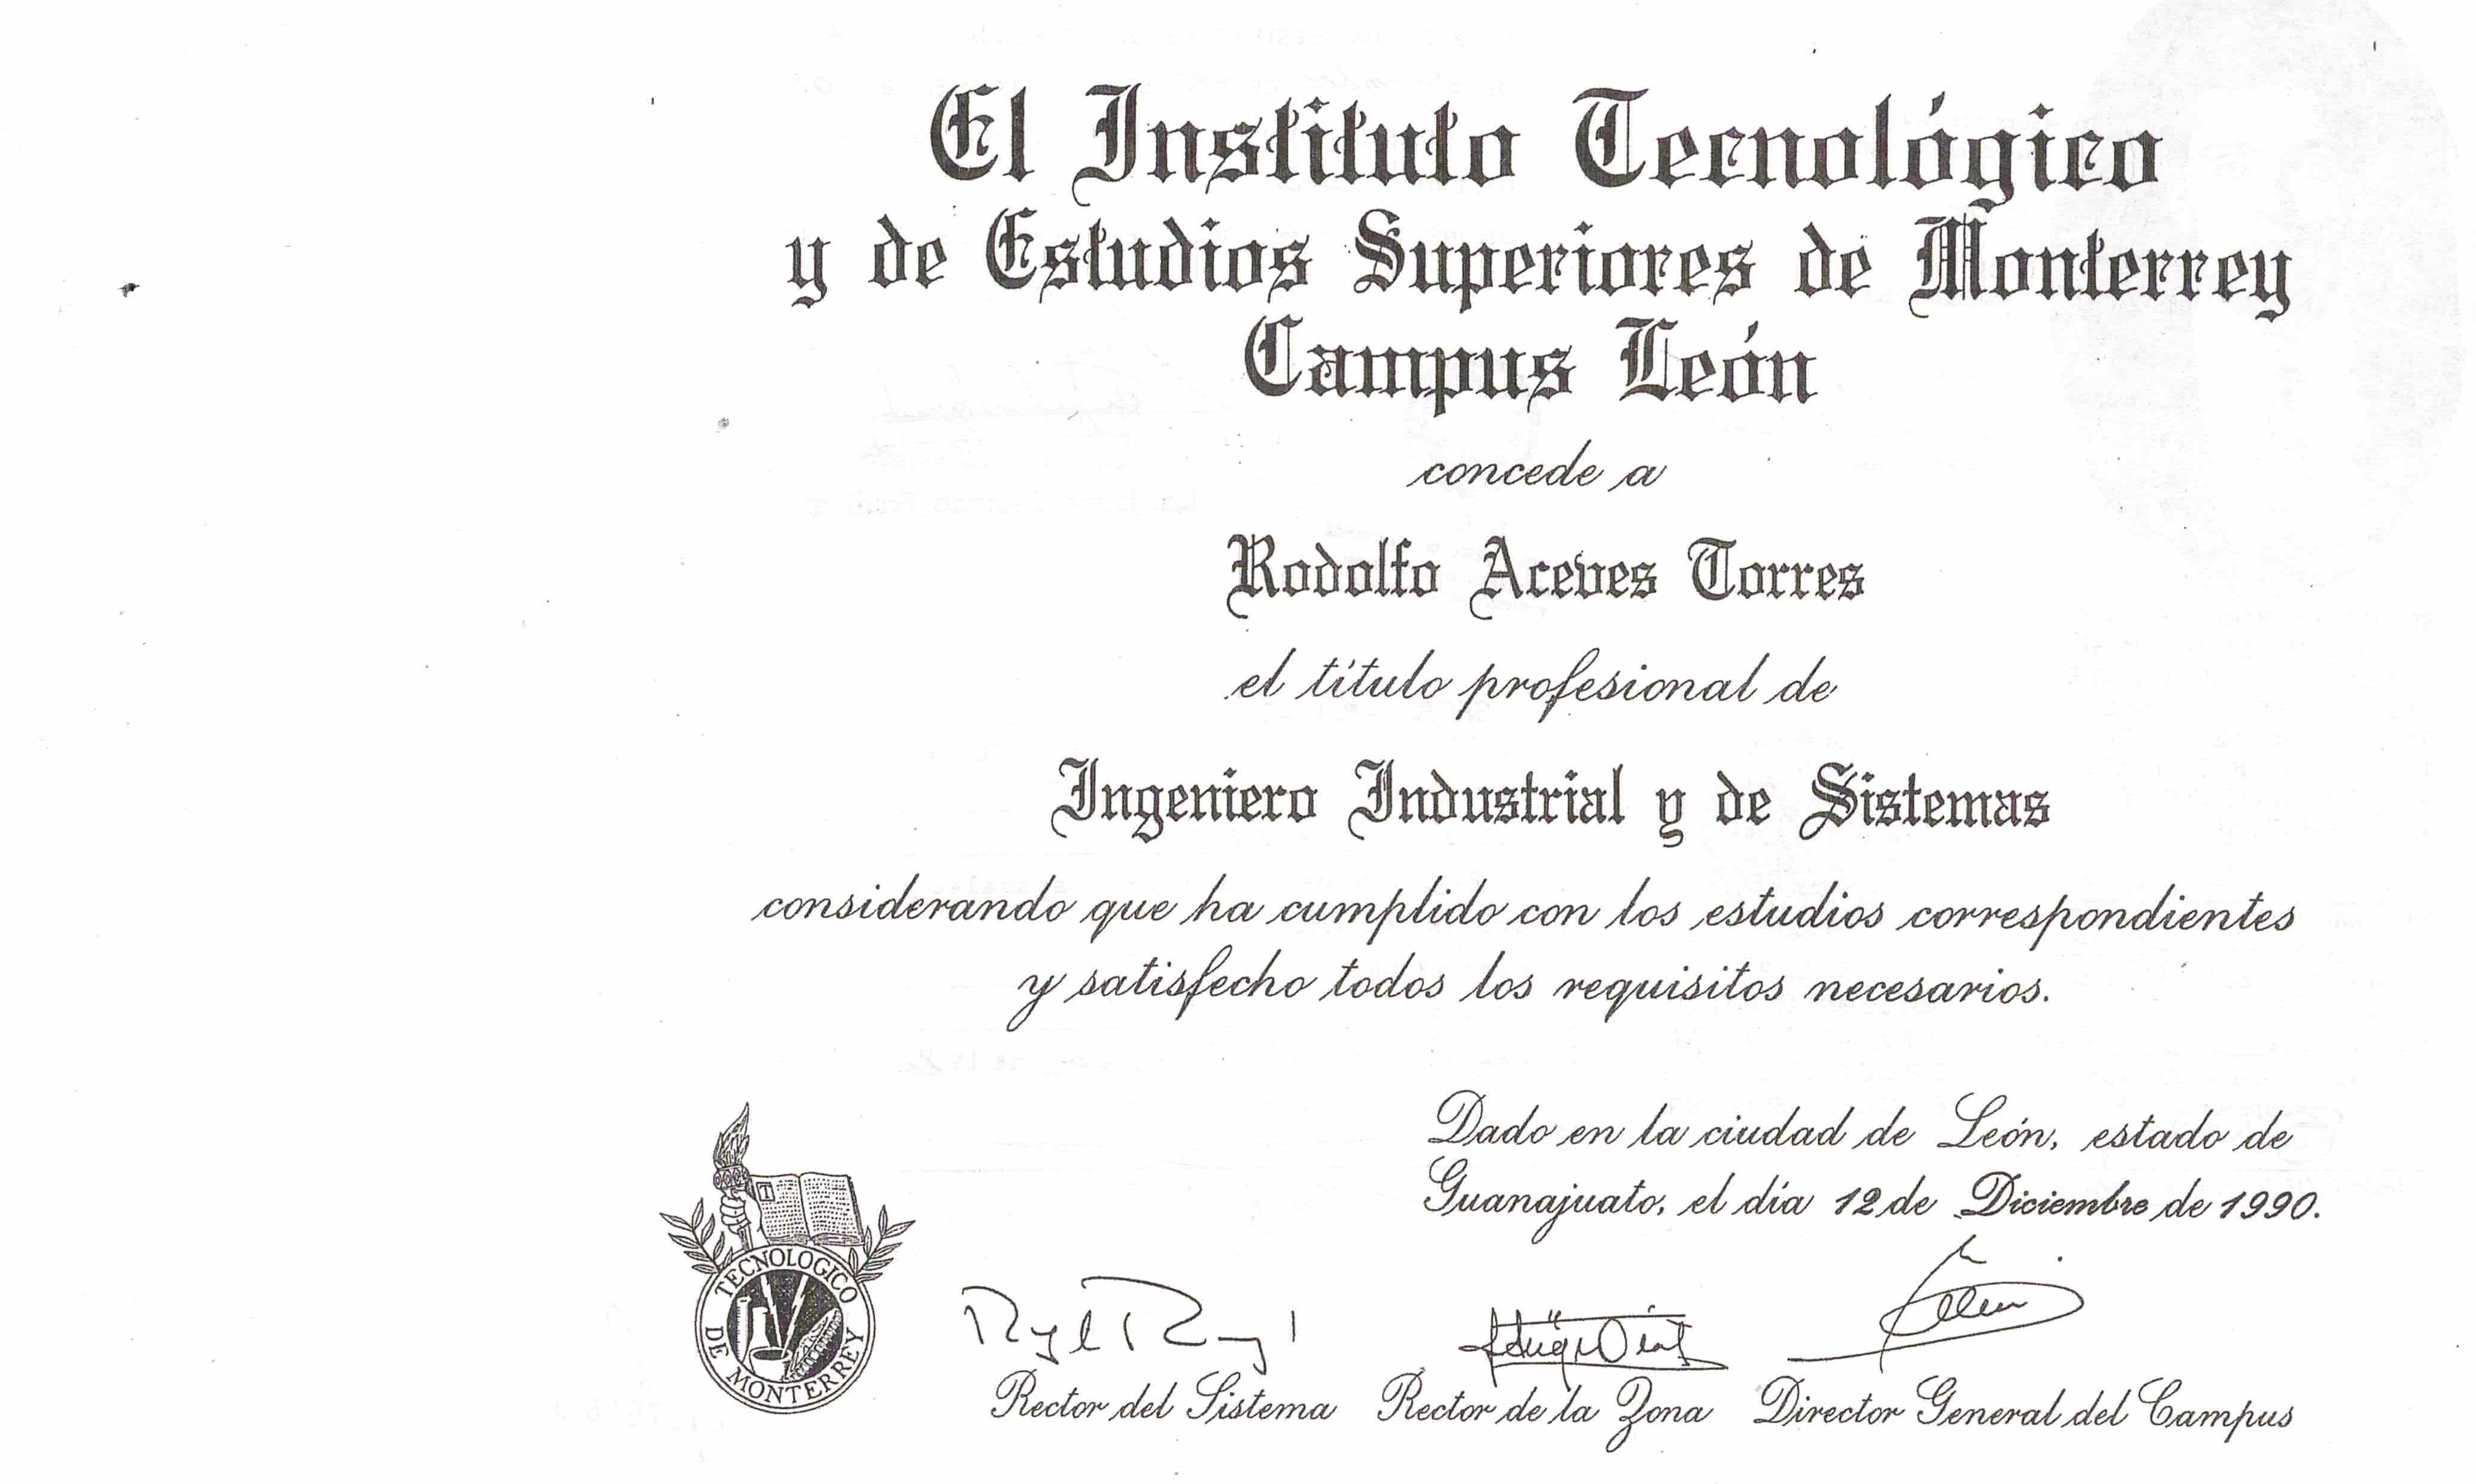 El Instituto Tecnológico
y de Estudios Superiores de Monterrey
Campus León
concede a
Rodolfo Aceves Torres
el título profesional de
Ingeniero Industrial y de Sistemas
considerando que ha cumplido con los estudios correspondientes
y satisfecho todos los requisitos necesarios.
Dado en la ciudad de León, estado de
Guanajuato, el día 12 de Diciembre de 1990.
TECNOLOGICO
DE MONTERREY
Rector del Sistema Rector de la Zona Director General del Campus